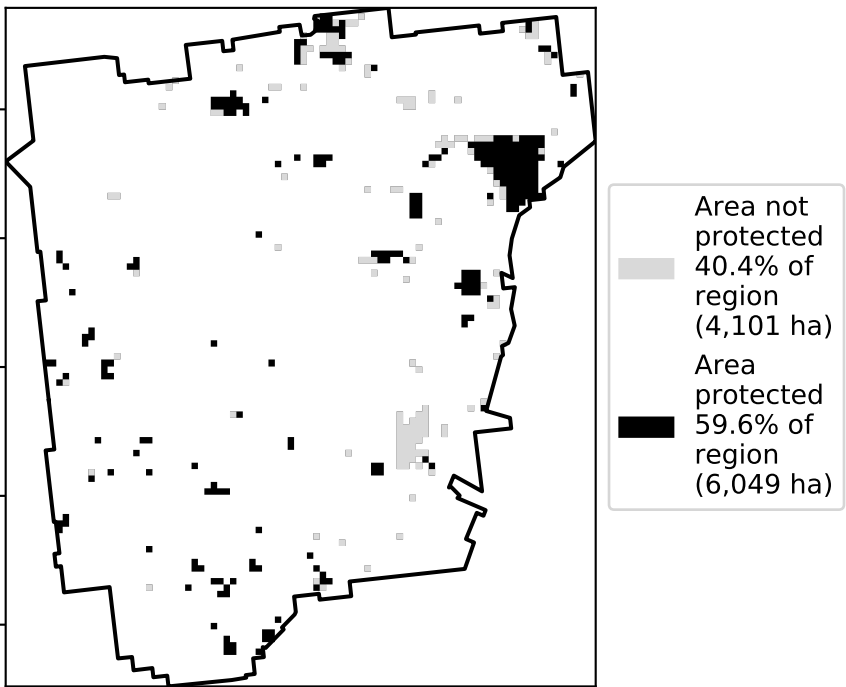 Area not
protected
40.4% of
region
(4,101 ha)
Area
protected
59.6% of
region
(6,049 ha)